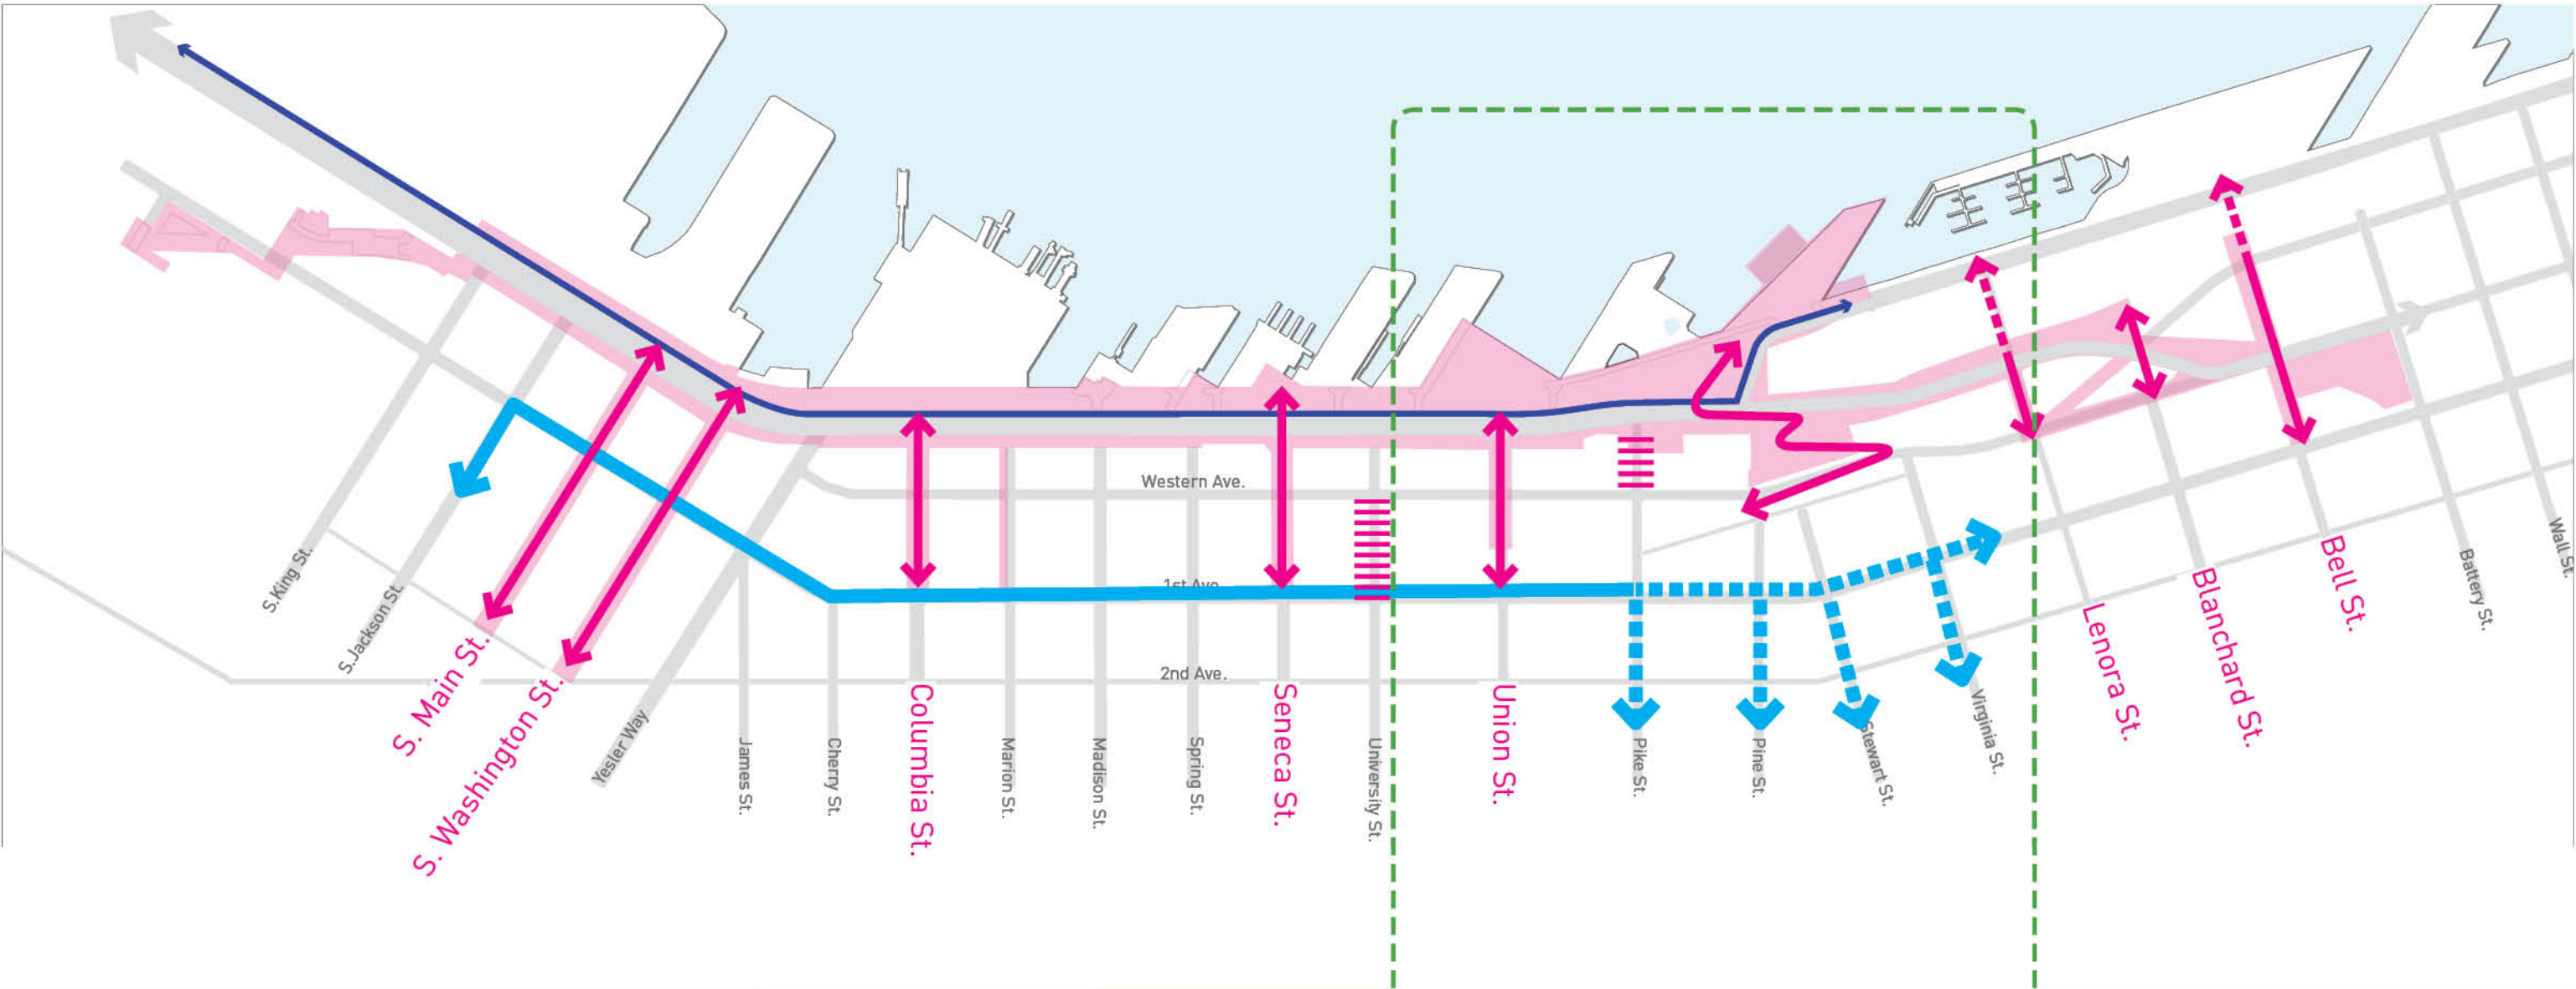 Western Ave.
1st Ave.
2nd Ave.
S.King St.
S.Jackson St.
S. Main St.
S. Washington St.
Yesler Way
James St.
Cherry St.
Columbia St.
Marion St.
Madison St.
Spring St.
Seneca St.
University St.
Union St.
Pike St.
Pine St.
Stewart St.
Virginia St.
Lenora St.
Blanchard St.
Bell St.
Battery St.
Wall St.